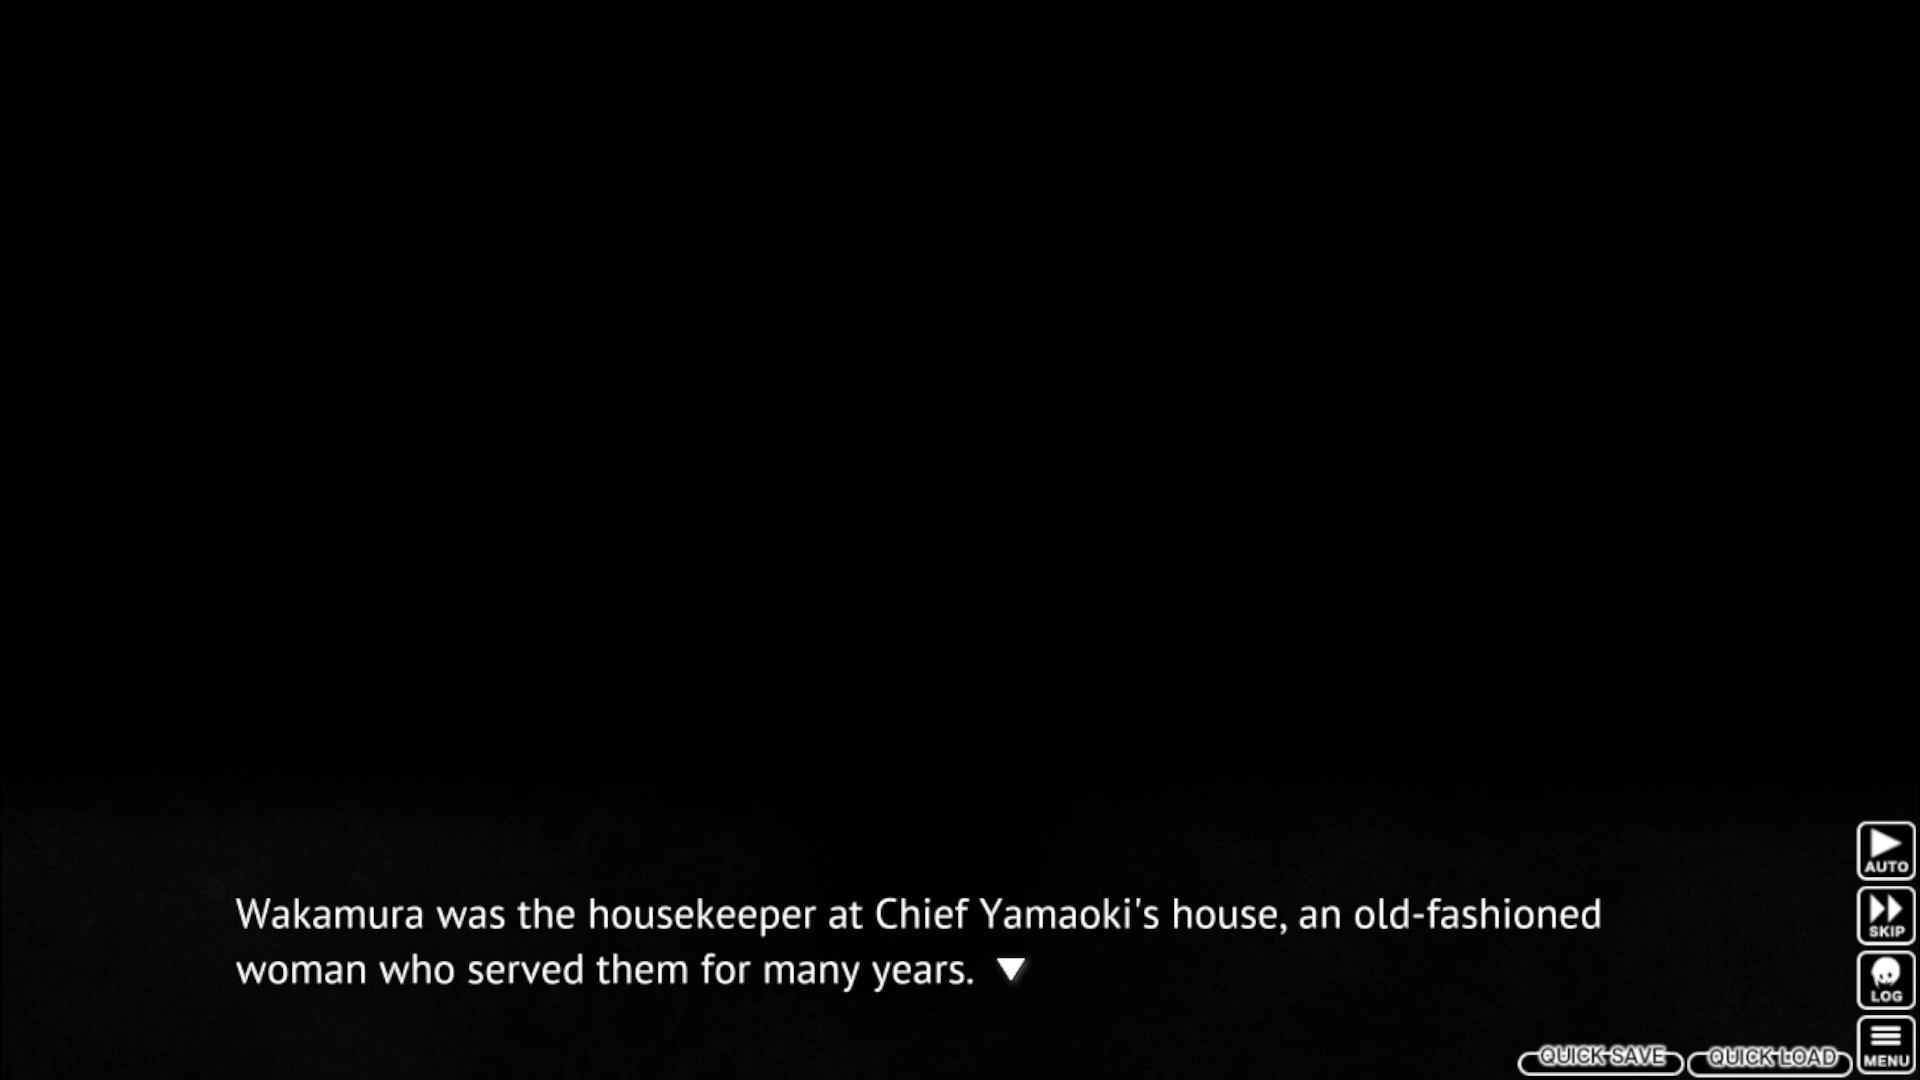 Wakamura was the housekeeper at Chief Yamaoki's house, an old-fashioned
woman who served them for many years.
AUTO
SKIP
LOG
MENU
QUICK SAVE
QUICK LOAD